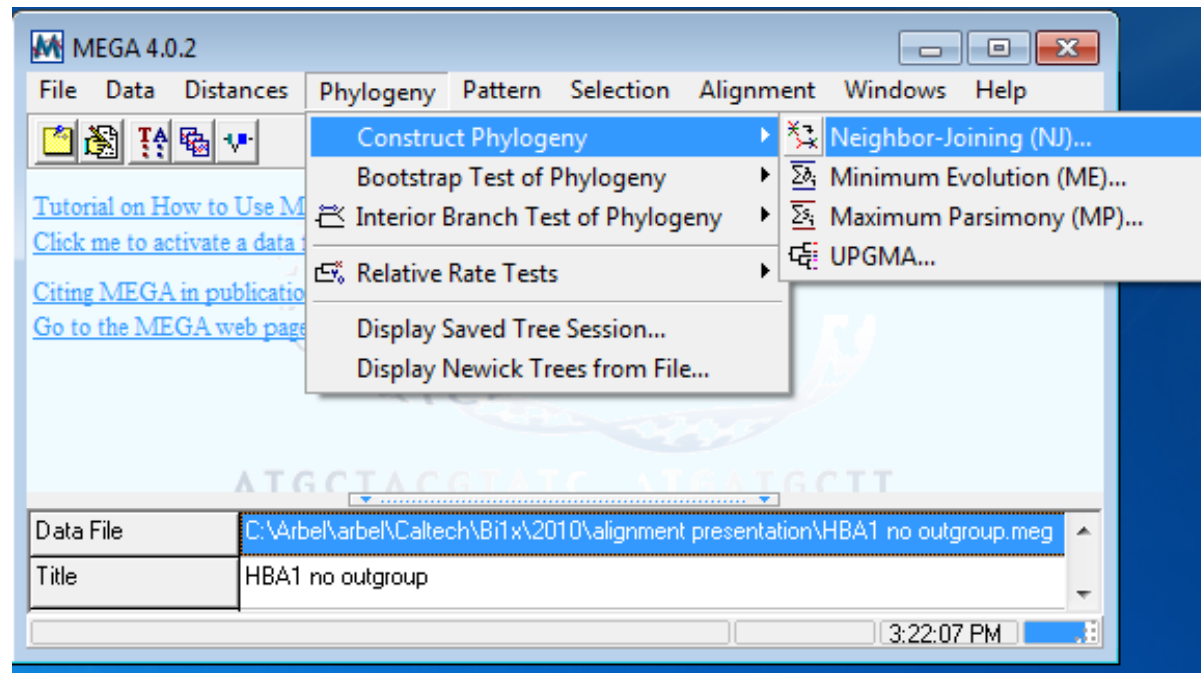 MEGA 4.0.2
File Data Distances Phylogeny Pattern Selection Alignment Windows Help
Construct Phylogeny
Neighbor-Joining (NJ)...
Bootstrap Test of Phylogeny
Minimum Evolution (ME)...
Interior Branch Test of Phylogeny
Maximum Parsimony (MP)...
UPGMA...
Relative Rate Tests
Display Saved Tree Session...
Display Newick Trees from File...
Tutorial on How to Use M
Click me to activate a data
Citing MEGA in publicatio
Go to the MEGA web page
ATGCTACGTATC ATGATGCTT
Data File C:\Arbel\arbel\Caltech\Bi1x\2010\alignment presentation\HBA1 no outgroup.meg
Title HBA1 no outgroup
3:22:07 PM